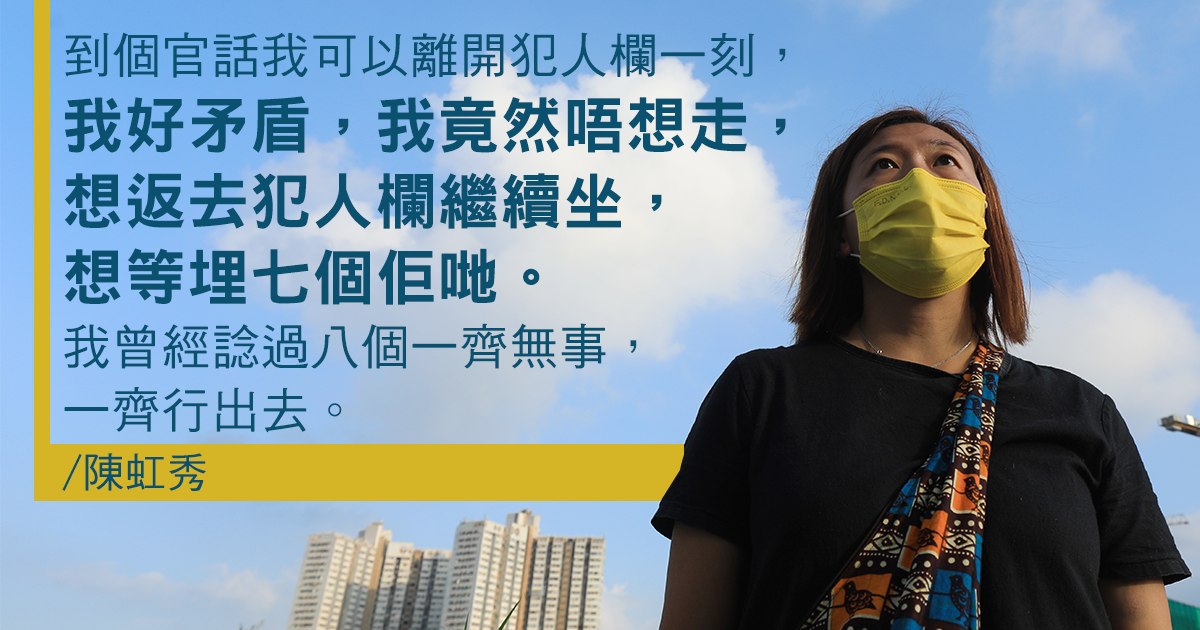 到個官話我可以離開犯人欄一刻，
我好矛盾，我竟然唔想走，
想返去犯人欄繼續坐，
想等埋七個佢哋。
我曾經諗過八個一齊無事，
一齊行出去。
/陳虹秀